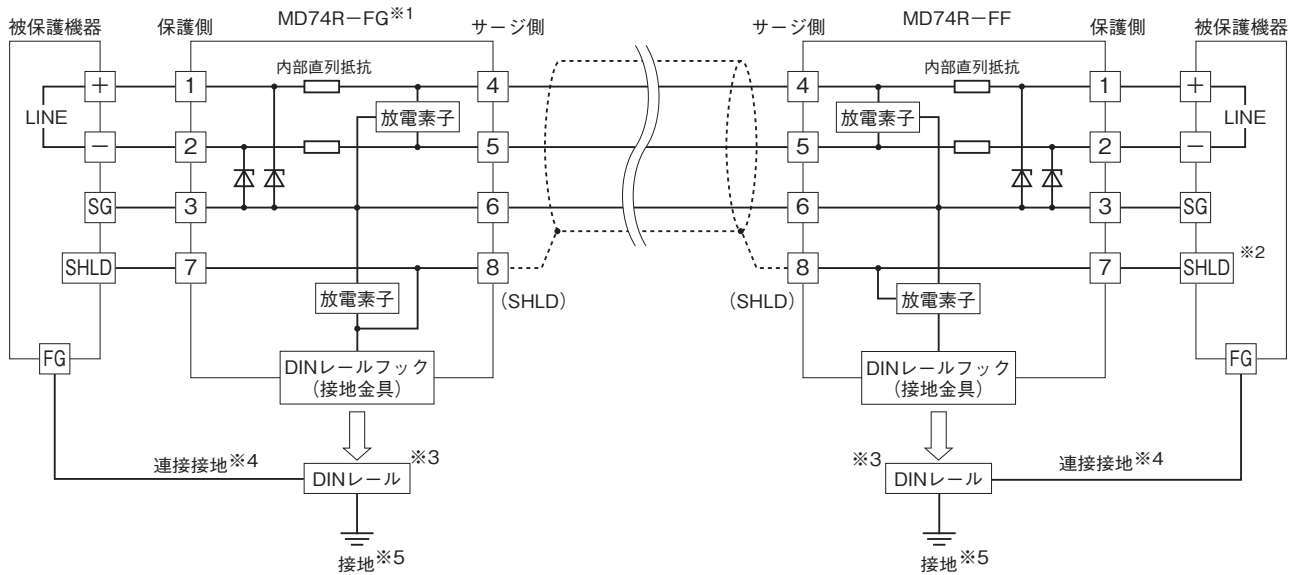 MD74R−FG※1
MD74R−FF
被保護機器
保護側
サージ側
サージ側
保護側
被保護機器
内部直列抵抗
内部直列抵抗
+
1
4
4
1
+
LINE
放電素子
放電素子
LINE
−
2
5
5
2
−
SG
3
6
6
3
SG
SHLD
7
8
8
7
SHLD
※2
(SHLD)
(SHLD)
放電素子
放電素子
FG
DINレールフック
(接地金具)
DINレールフック
(接地金具)
FG
連接接地※4
※3
DINレール
※3
DINレール
連接接地※4
接地※5
接地※5